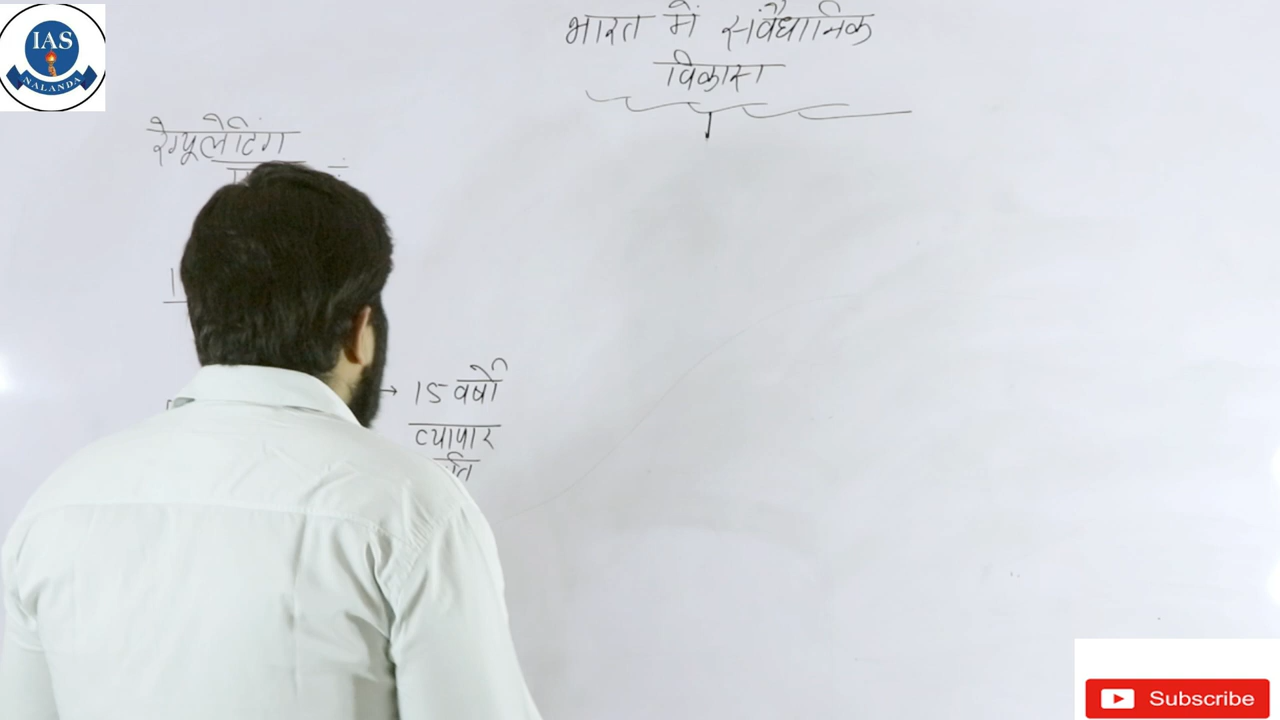 IAS
NALANDA
भारत में संवैधानिक
विकास
रेग्यूलेटिंग
15 वर्षों
व्यापार
Subscribe